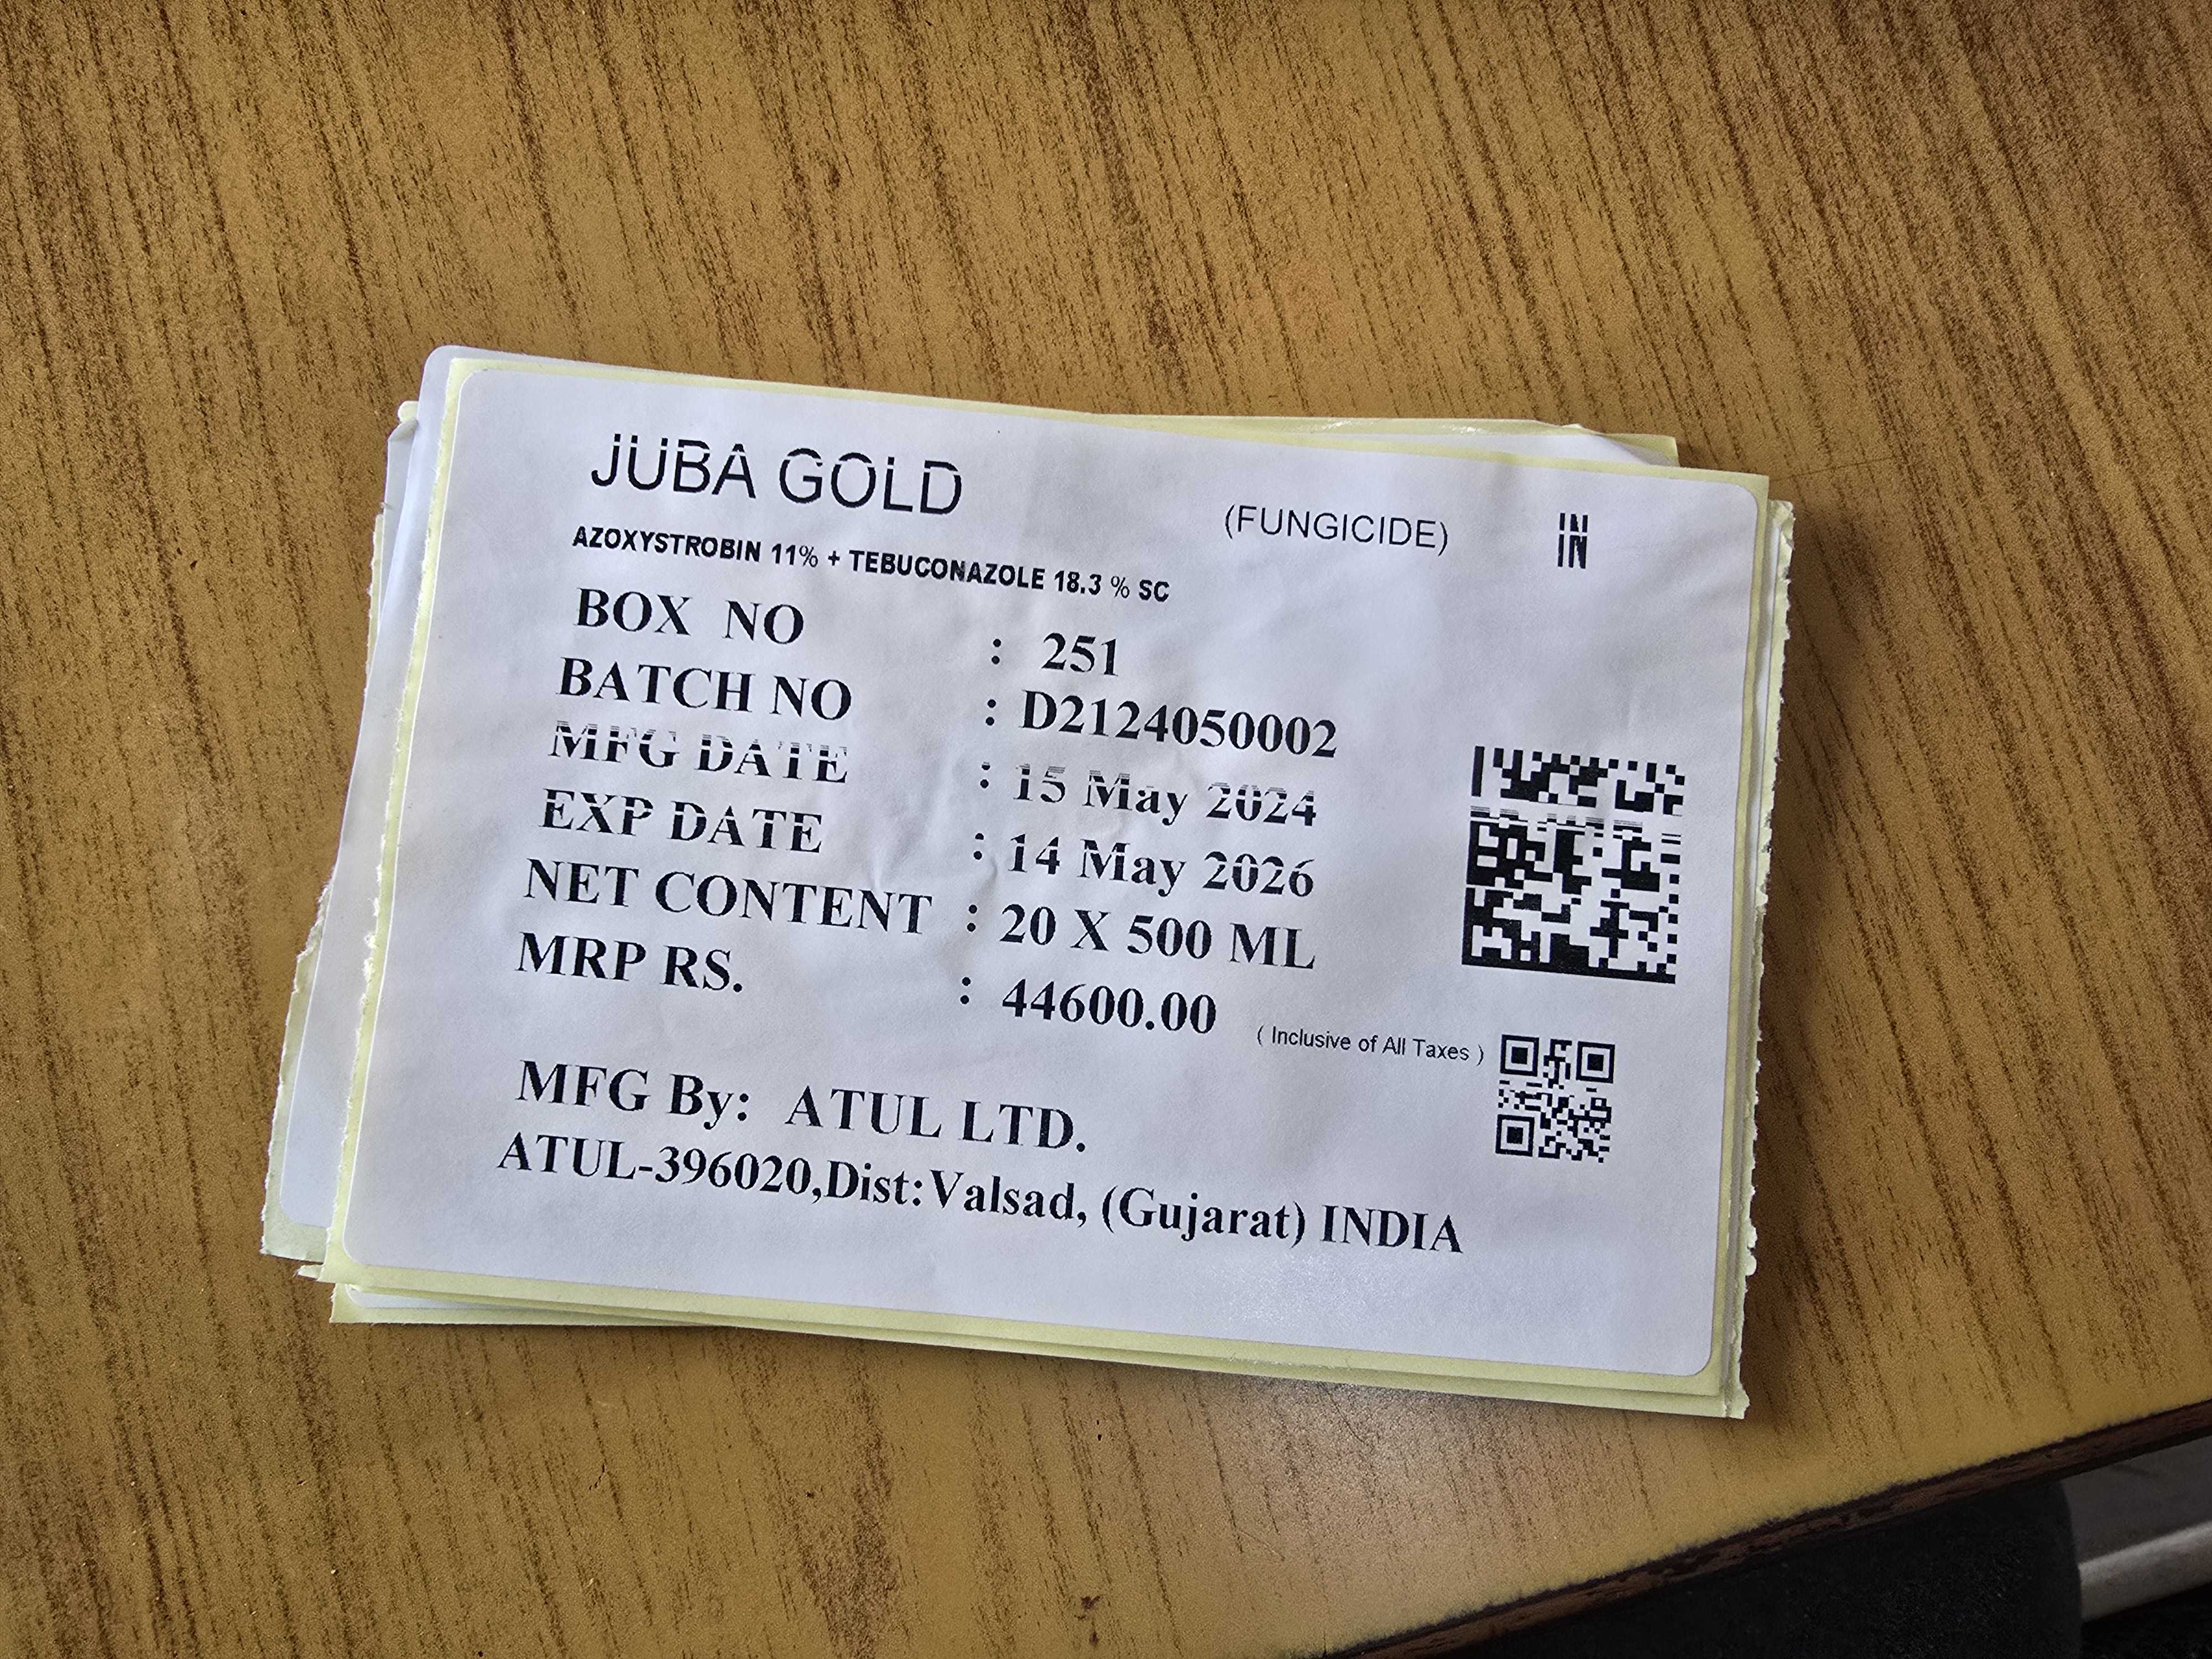 JUBA GOLD (FUNGICIDE) IN
AZOXYSTROBIN 11% + TEBUCONAZOLE 18.3 % SC
BOX NO : 251
BATCH NO : D2124050002
MFG DATE : 15 May 2024
EXP DATE : 14 May 2026
NET CONTENT : 20 X 500 ML
MRP RS. : 44600.00 ( Inclusive of All Taxes )
MFG By: ATUL LTD.
ATUL-396020,Dist:Valsad, (Gujarat) INDIA